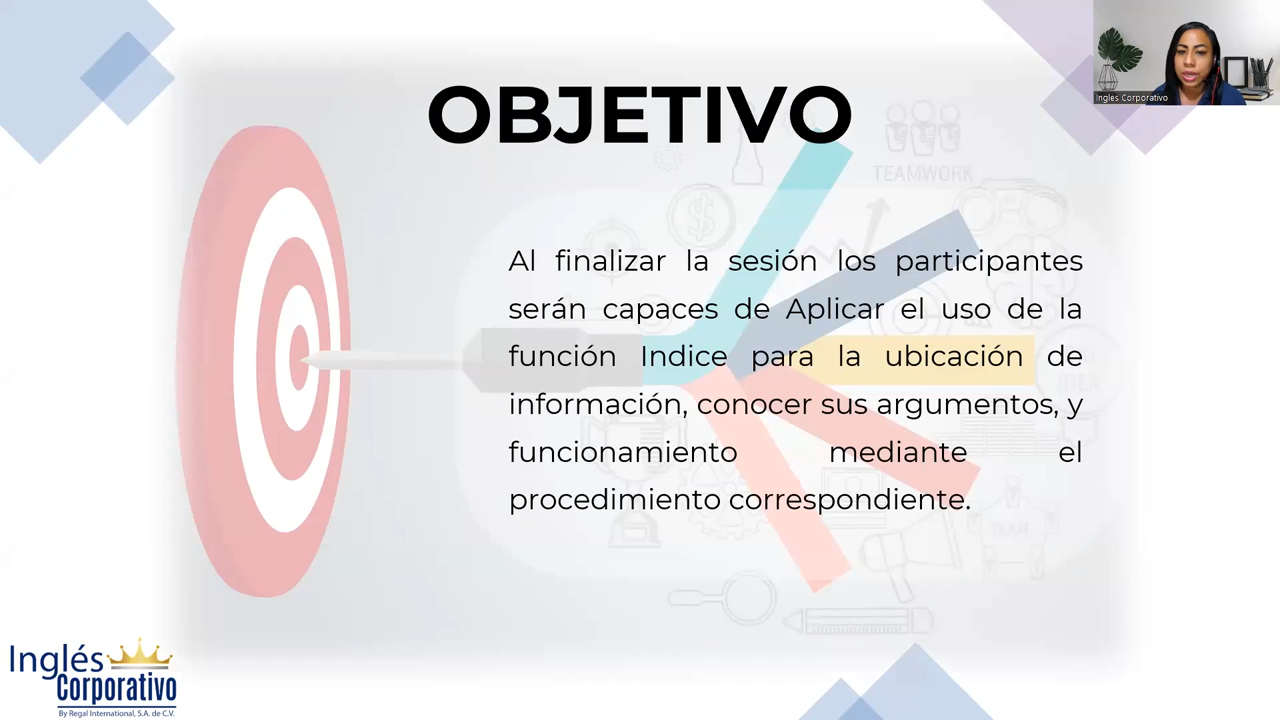 Ingles Corporativo
OBJETIVO
TEAMWORK
Al finalizar la sesión los participantes
serán capaces de Aplicar el uso de la
función Indice para la ubicación de
información, conocer sus argumentos, y
funcionamiento mediante el
procedimiento correspondiente.
IDEA
TEAM
Inglés
Corporativo
By Regal International, S.A. de C.V.